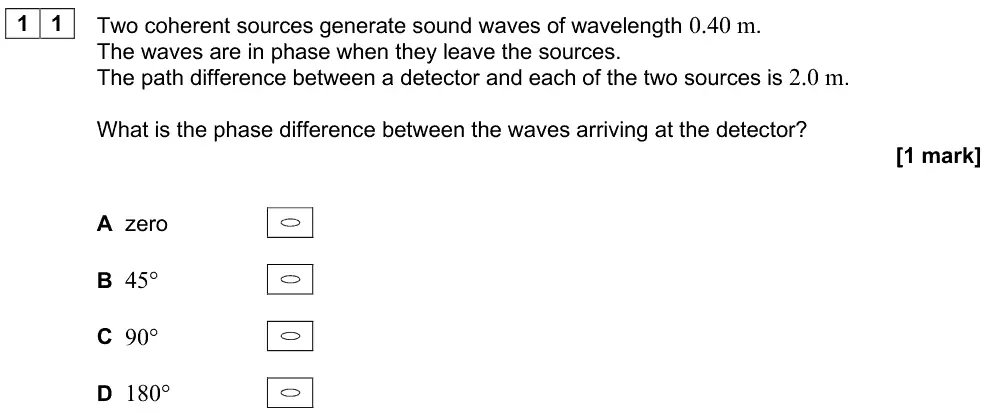 1 1 Two coherent sources generate sound waves of wavelength 0.40 m.
The waves are in phase when they leave the sources.
The path difference between a detector and each of the two sources is 2.0 m.
What is the phase difference between the waves arriving at the detector?
[1 mark]
A zero
B 45°
C 90°
D 180°